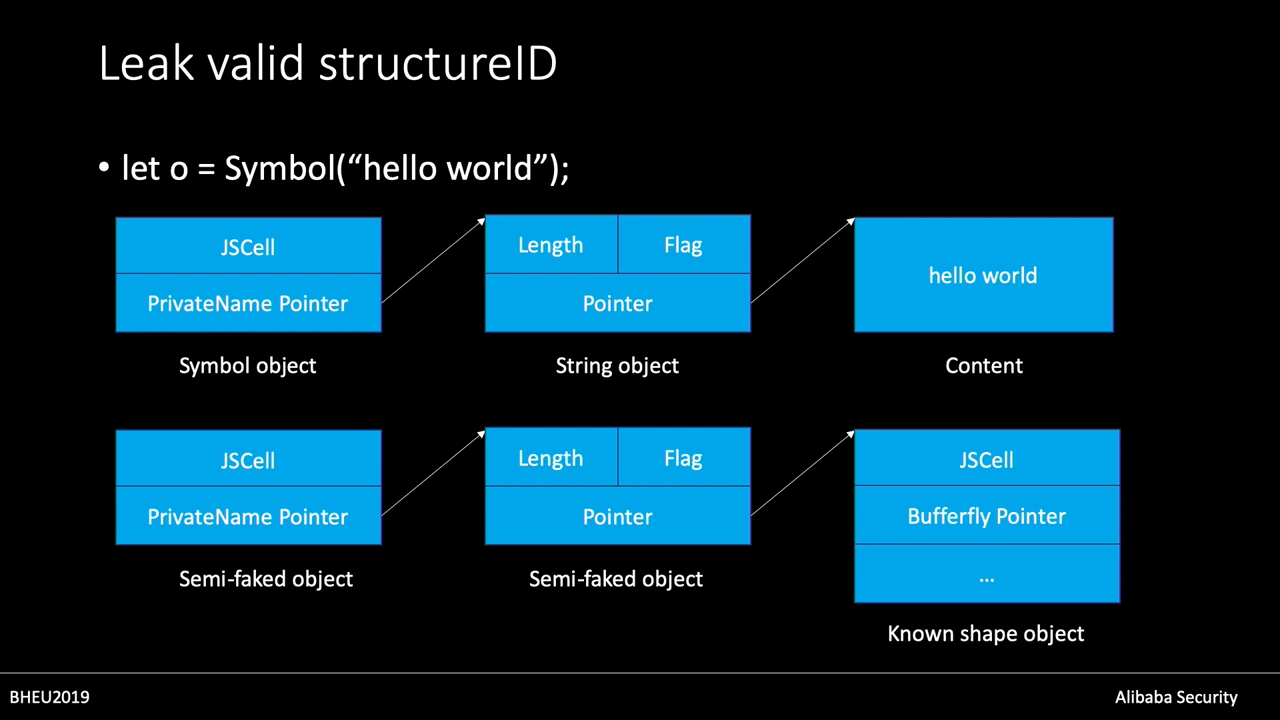 Leak valid structureID
• let o = Symbol(“hello world”);
JSCell
PrivateName Pointer
Symbol object
Length Flag
Pointer
String object
hello world
Content
JSCell
PrivateName Pointer
Semi-faked object
Length Flag
Pointer
Semi-faked object
JSCell
Bufferfly Pointer
...
Known shape object
BHEU2019
Alibaba Security